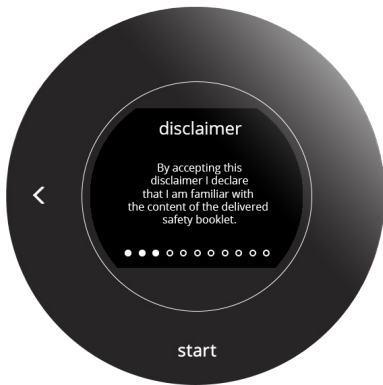 disclaimer
By accepting this
disclaimer I declare
that I am familiar with
the content of the delivered
safety booklet.
start